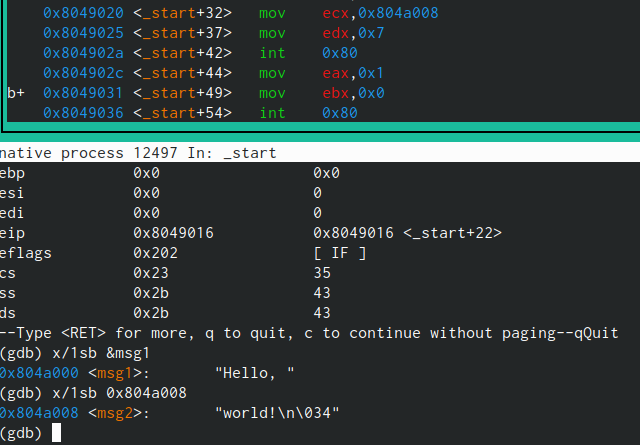 0x8049020 <_start+32> mov ecx,0x804a008
0x8049025 <_start+37> mov edx,0x7
0x804902a <_start+42> int 0x80
0x804902c <_start+44> mov eax,0x1
b+ 0x8049031 <_start+49> mov ebx,0x0
0x8049036 <_start+54> int 0x80
native process 12497 In: _start
ebp 0x0 0x0
esi 0x0 0
edi 0x0 0
eip 0x8049016 0x8049016 <_start+22>
eflags 0x202 [ IF ]
cs 0x23 35
ss 0x2b 43
ds 0x2b 43
--Type <RET> for more, q to quit, c to continue without paging--qQuit
(gdb) x/1sb &msg1
0x804a000 <msg1>: "Hello, "
(gdb) x/1sb 0x804a008
0x804a008 <msg2>: "world!\n\034"
(gdb)